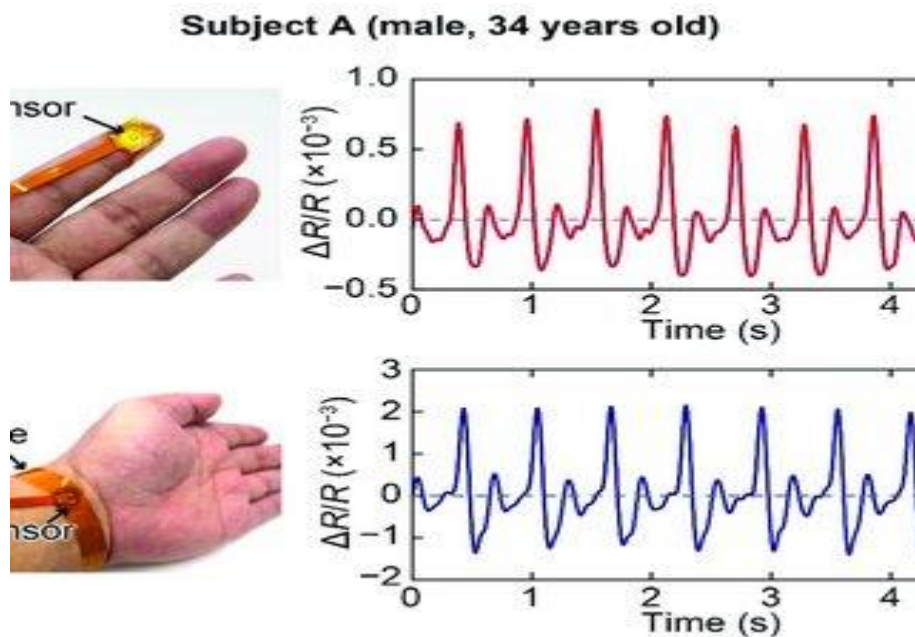 Subject A (male, 34 years old)
nsor
ΔR/R (×10⁻³)
1.0
0.5
0.0
−0.5
0 1 2 3 4
Time (s)
e
nsor
ΔR/R (×10⁻³)
3
2
1
0
−1
−2
0 1 2 3 4
Time (s)